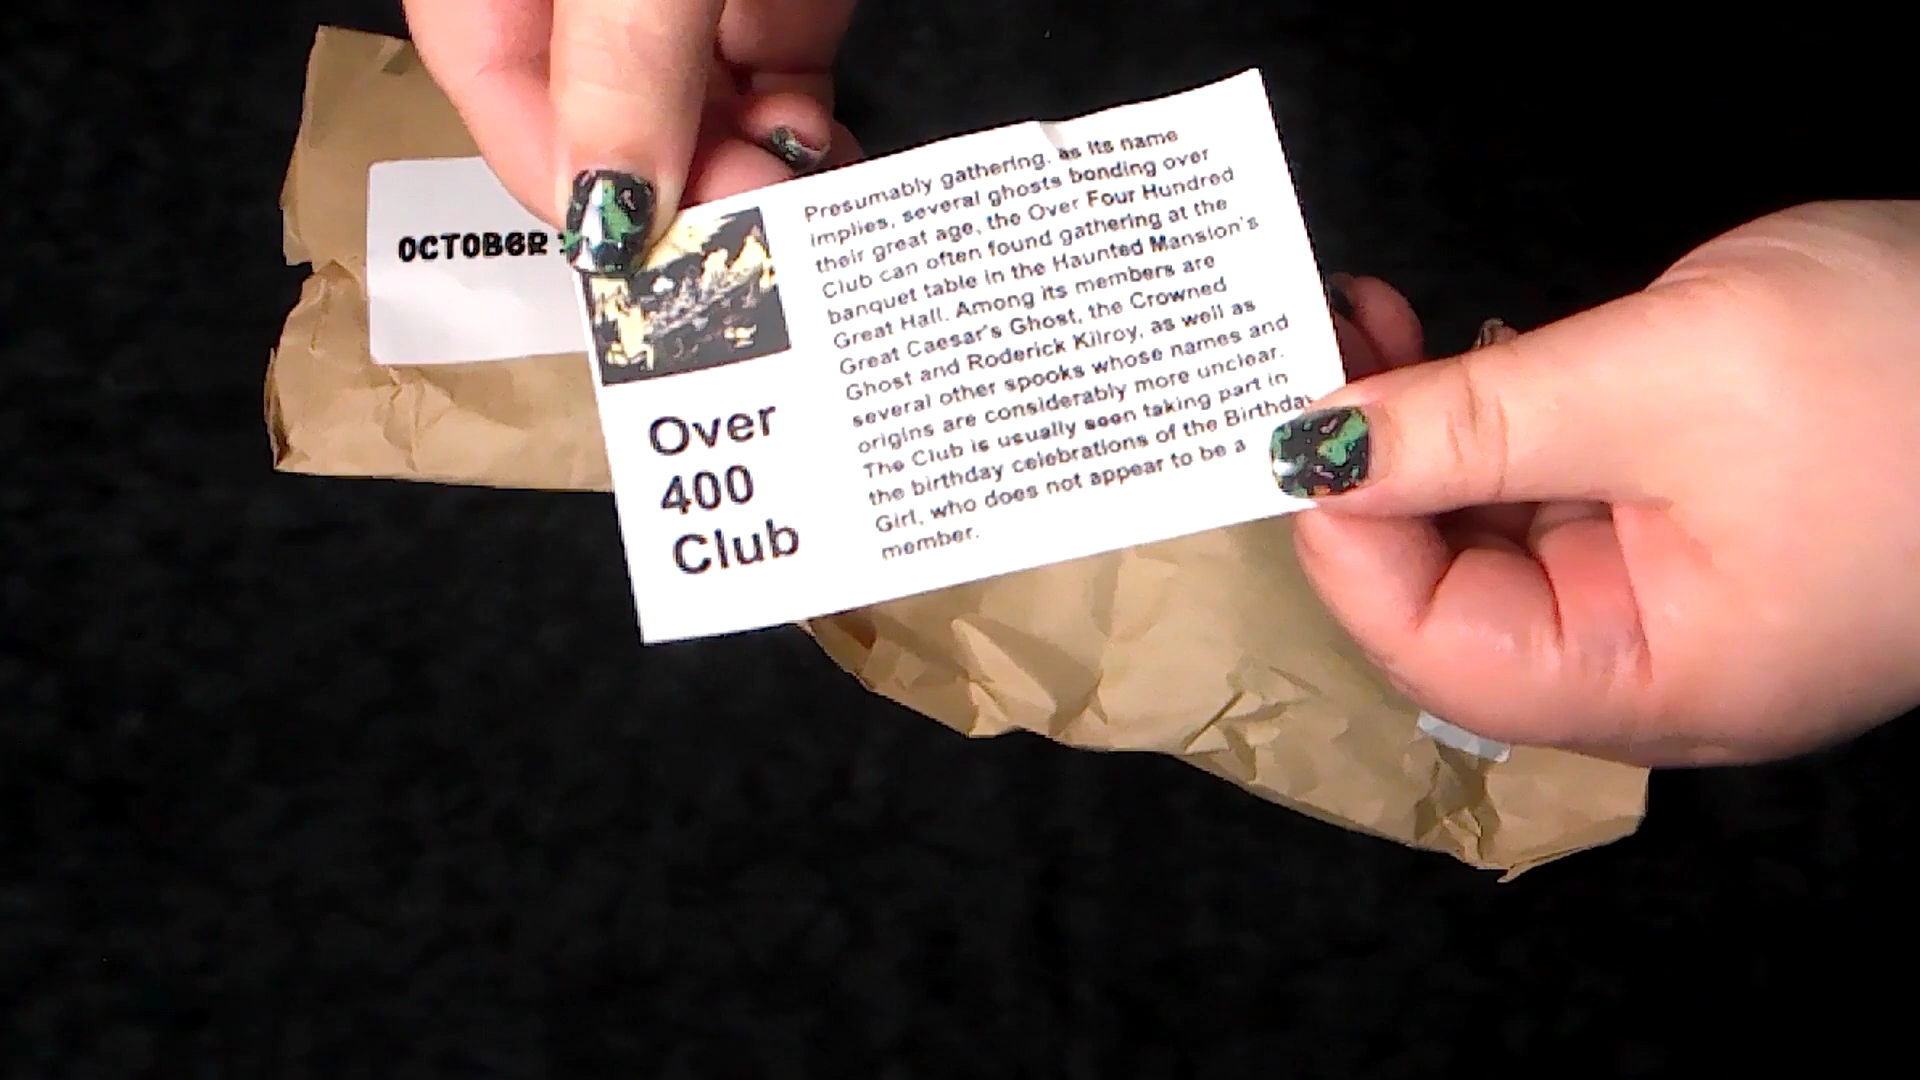 OCTOBER
Over
400
Club
Presumably gathering, as its name
implies, several ghosts bonding over
their great age, the Over Four Hundred
Club can often found gathering at the
banquet table in the Haunted Mansion's
Great Hall. Among its members are
Great Caesar's Ghost, the Crowned
Ghost and Roderick Kilroy, as well as
several other spooks whose names and
origins are considerably more unclear.
The Club is usually seen taking part in
the birthday celebrations of the Birthday
Girl, who does not appear to be a
member.